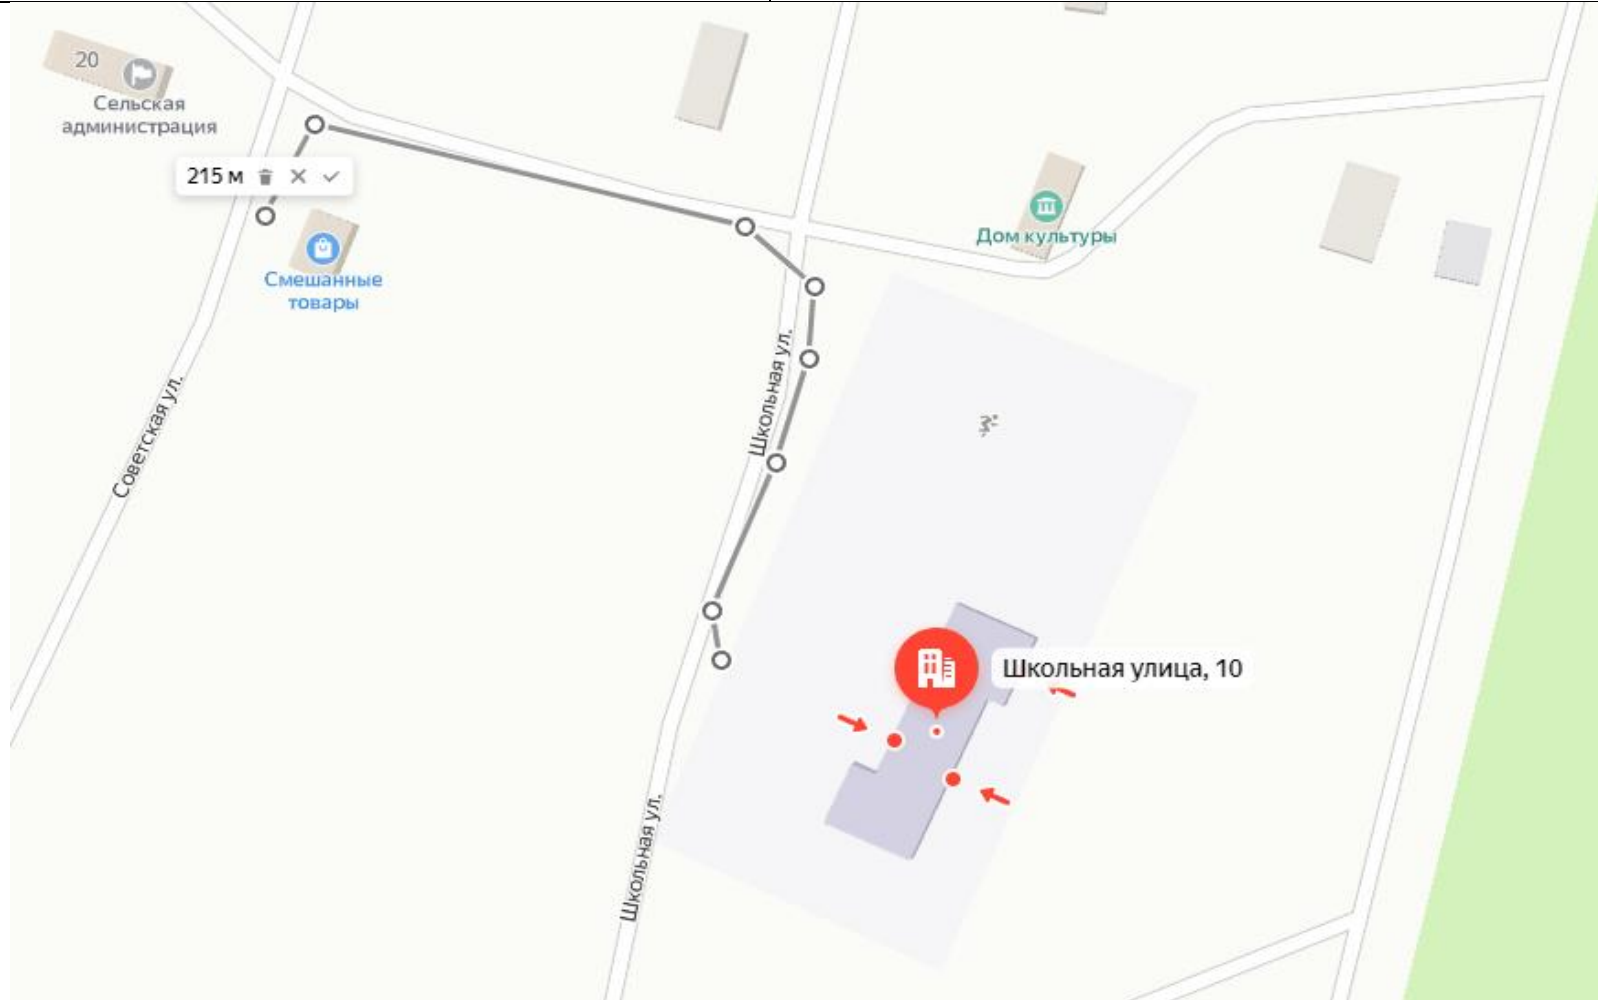 20
Сельская
администрация
215 м
Смешанные
товары
Дом культуры
Школьная ул.
Советская ул.
Школьная улица, 10
Школьная ул.